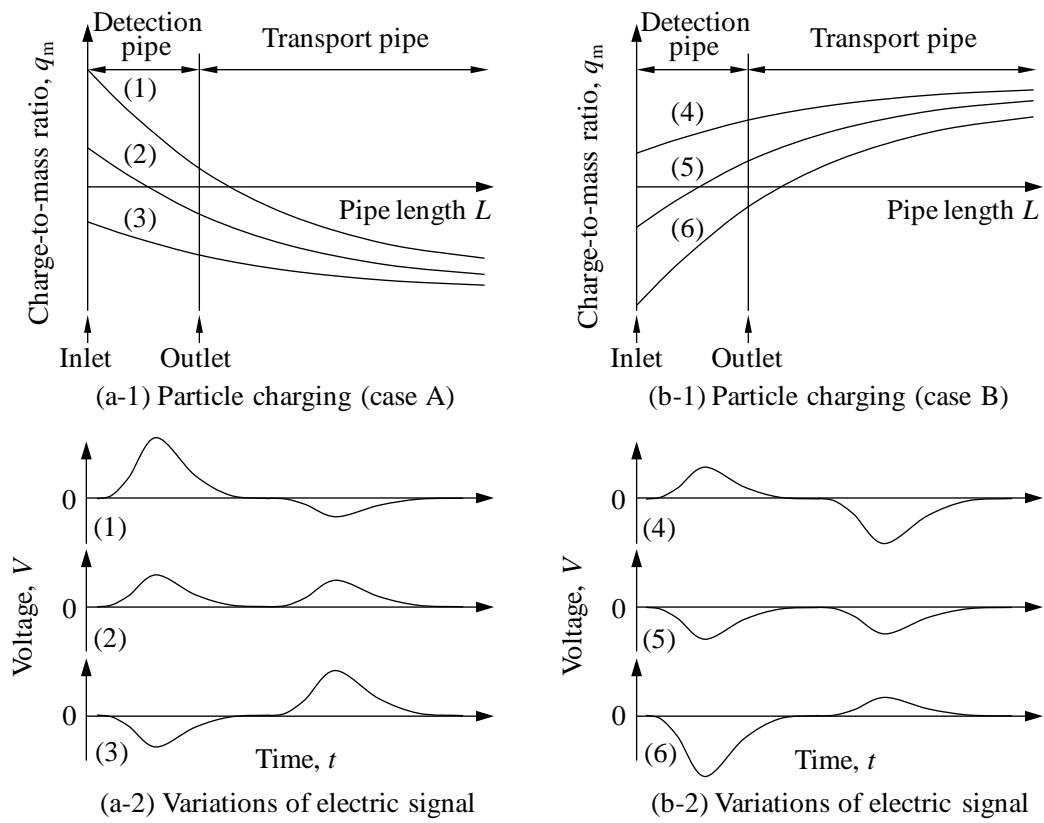 Charge-to-mass ratio, qm
Detection
pipe
Transport pipe
(1)
(2)
(3)
Pipe length L
Inlet
Outlet
(a-1) Particle charging (case A)
Charge-to-mass ratio, qm
Detection
pipe
Transport pipe
(4)
(5)
(6)
Pipe length L
Inlet
Outlet
(b-1) Particle charging (case B)
Voltage, V
0
(1)
0
(2)
0
(3)
Time, t
(a-2) Variations of electric signal
Voltage, V
0
(4)
0
(5)
0
(6)
Time, t
(b-2) Variations of electric signal